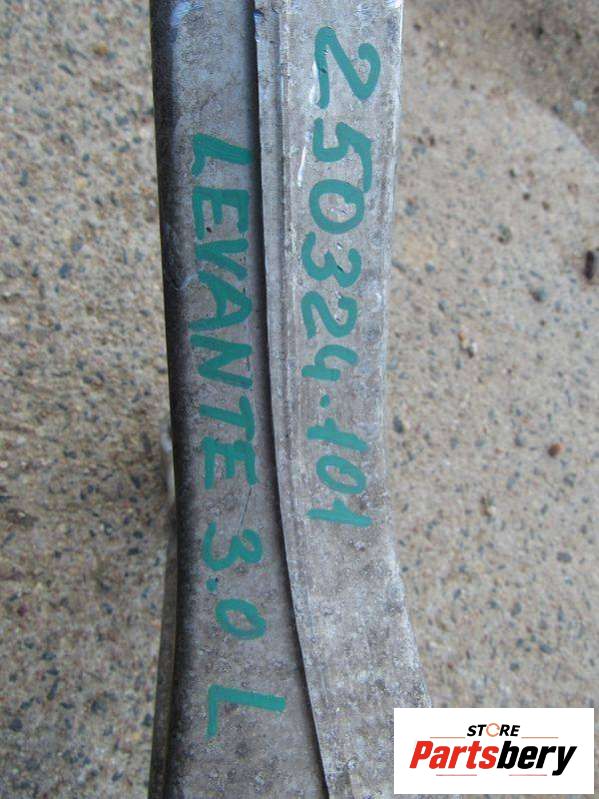 250324.101
LEVANTE 3.0 L
STORE
Partsbery